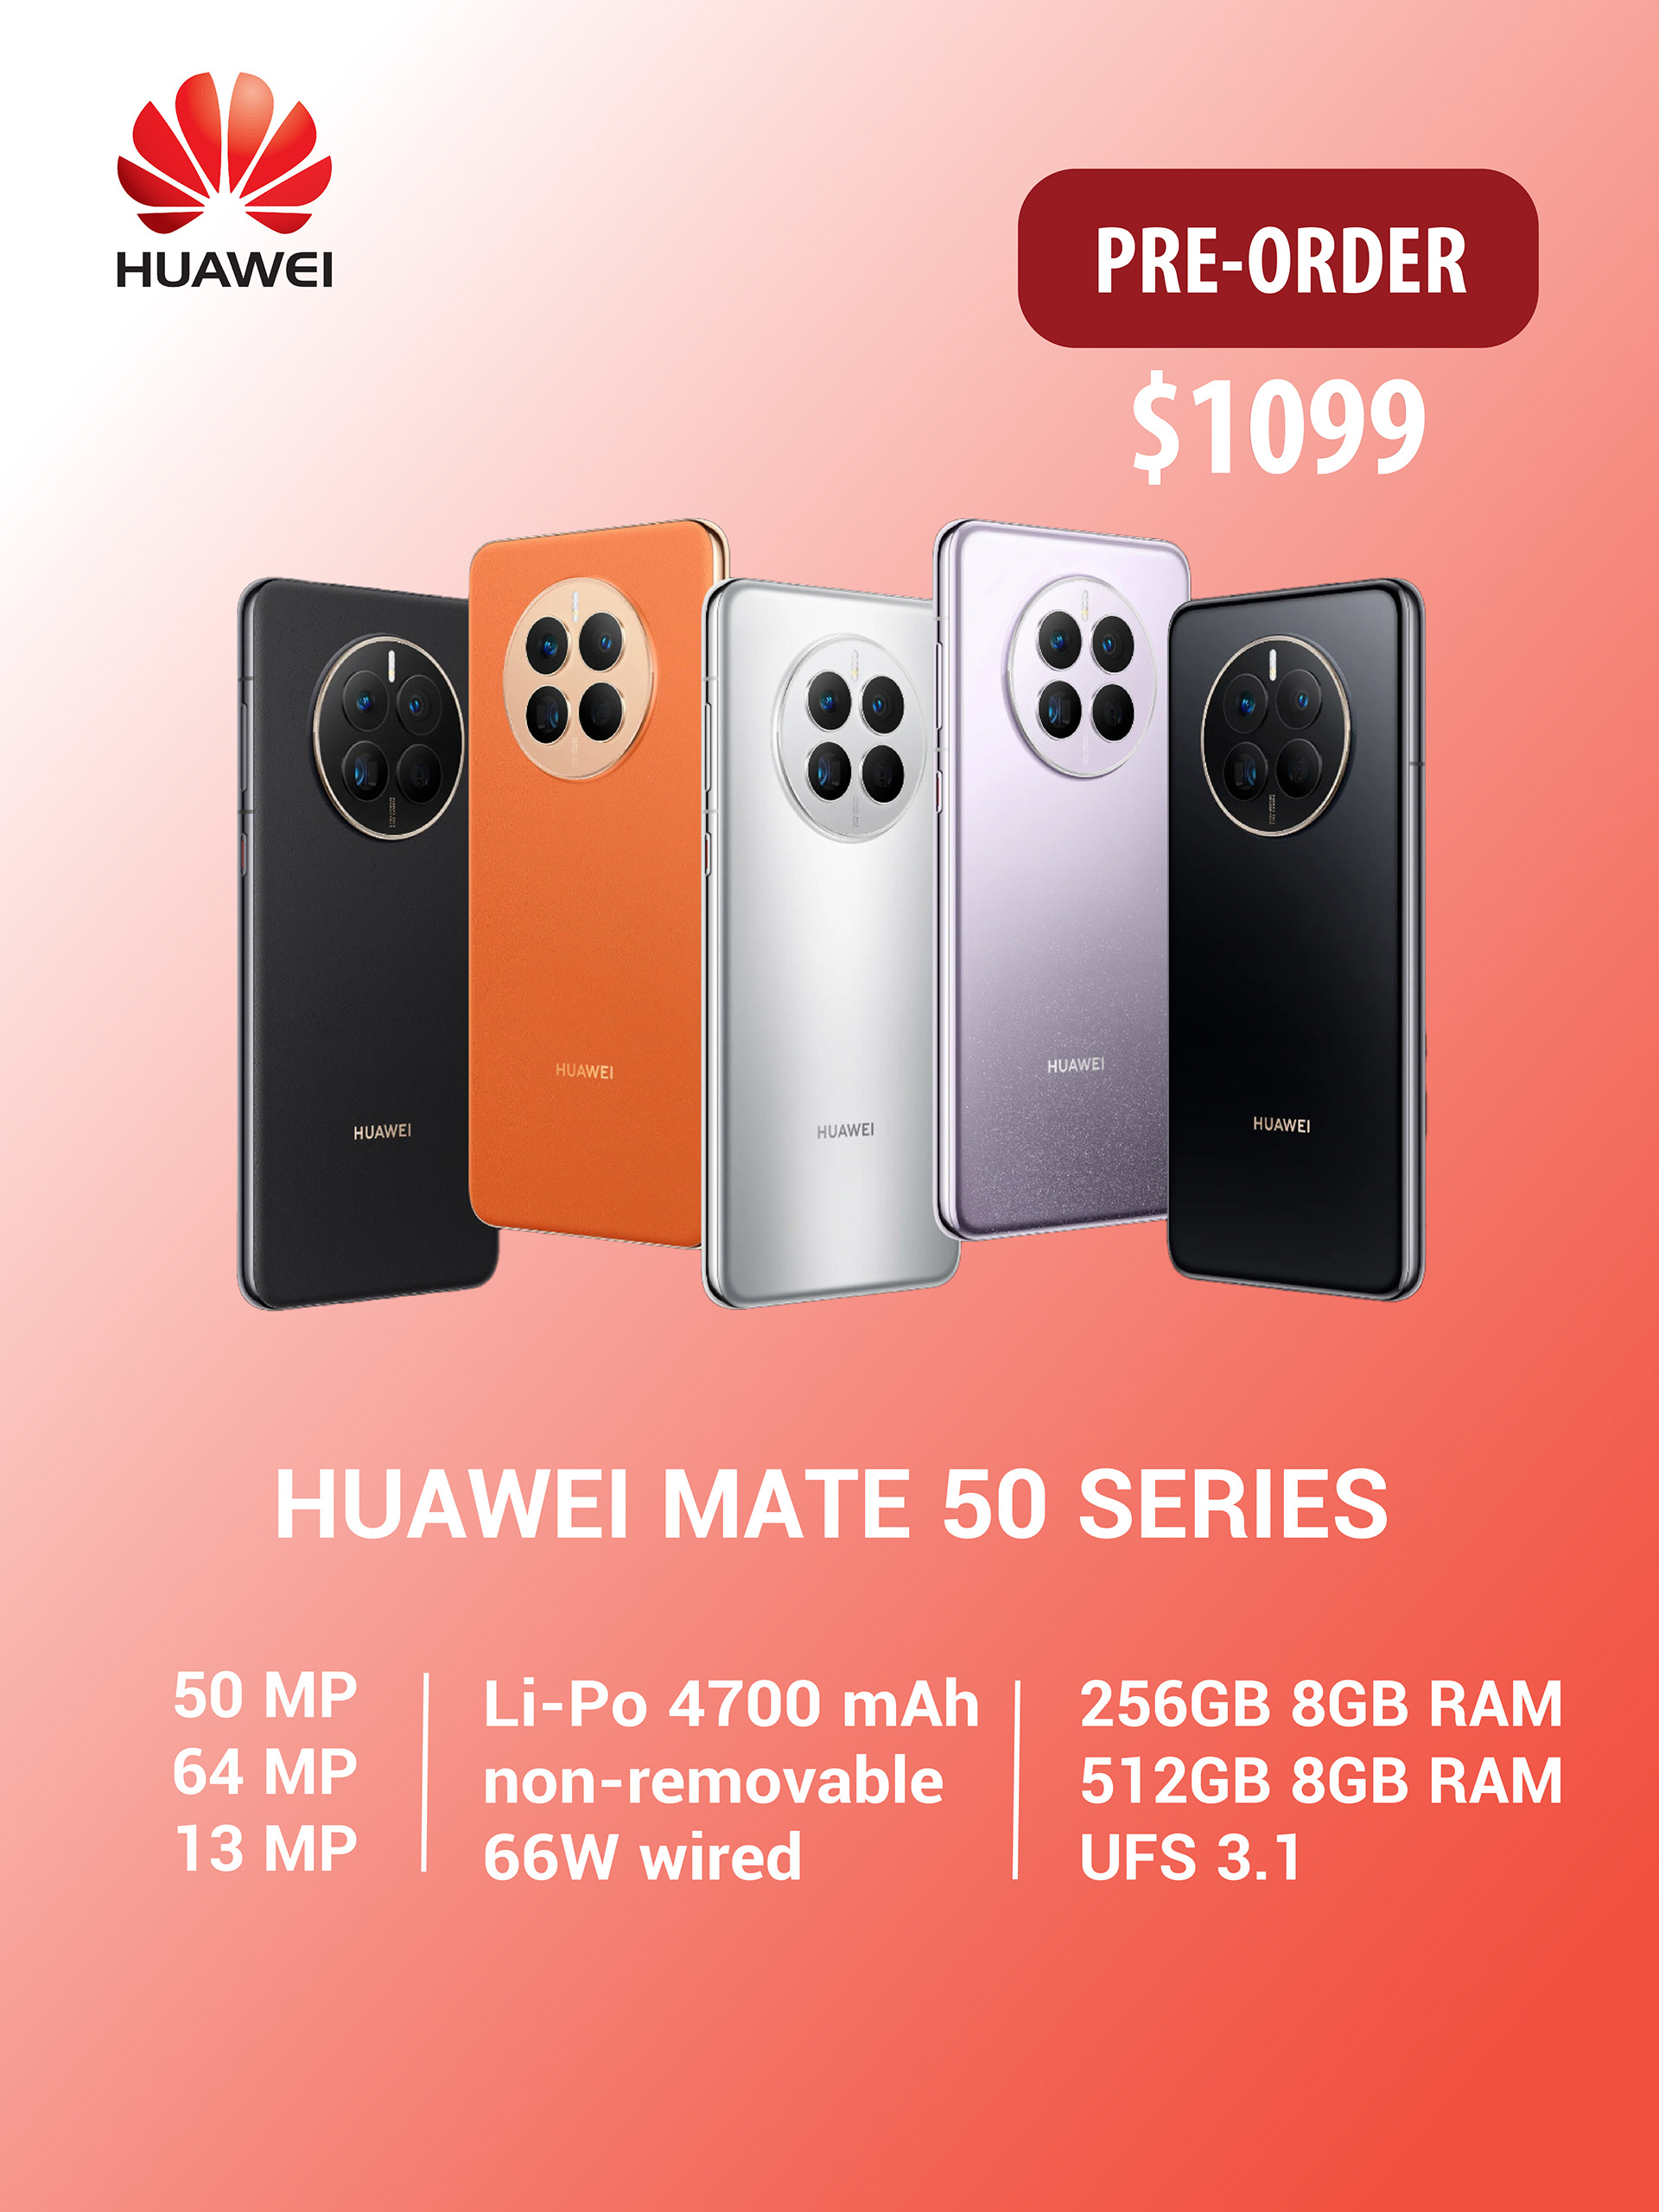 HUAWEI
PRE-ORDER
$1099
HUAWEI
HUAWEI
HUAWEI
HUAWEI
HUAWEI
HUAWEI MATE 50 SERIES
50 MP
64 MP
13 MP
Li-Po 4700 mAh
non-removable
66W wired
256GB 8GB RAM
512GB 8GB RAM
UFS 3.1